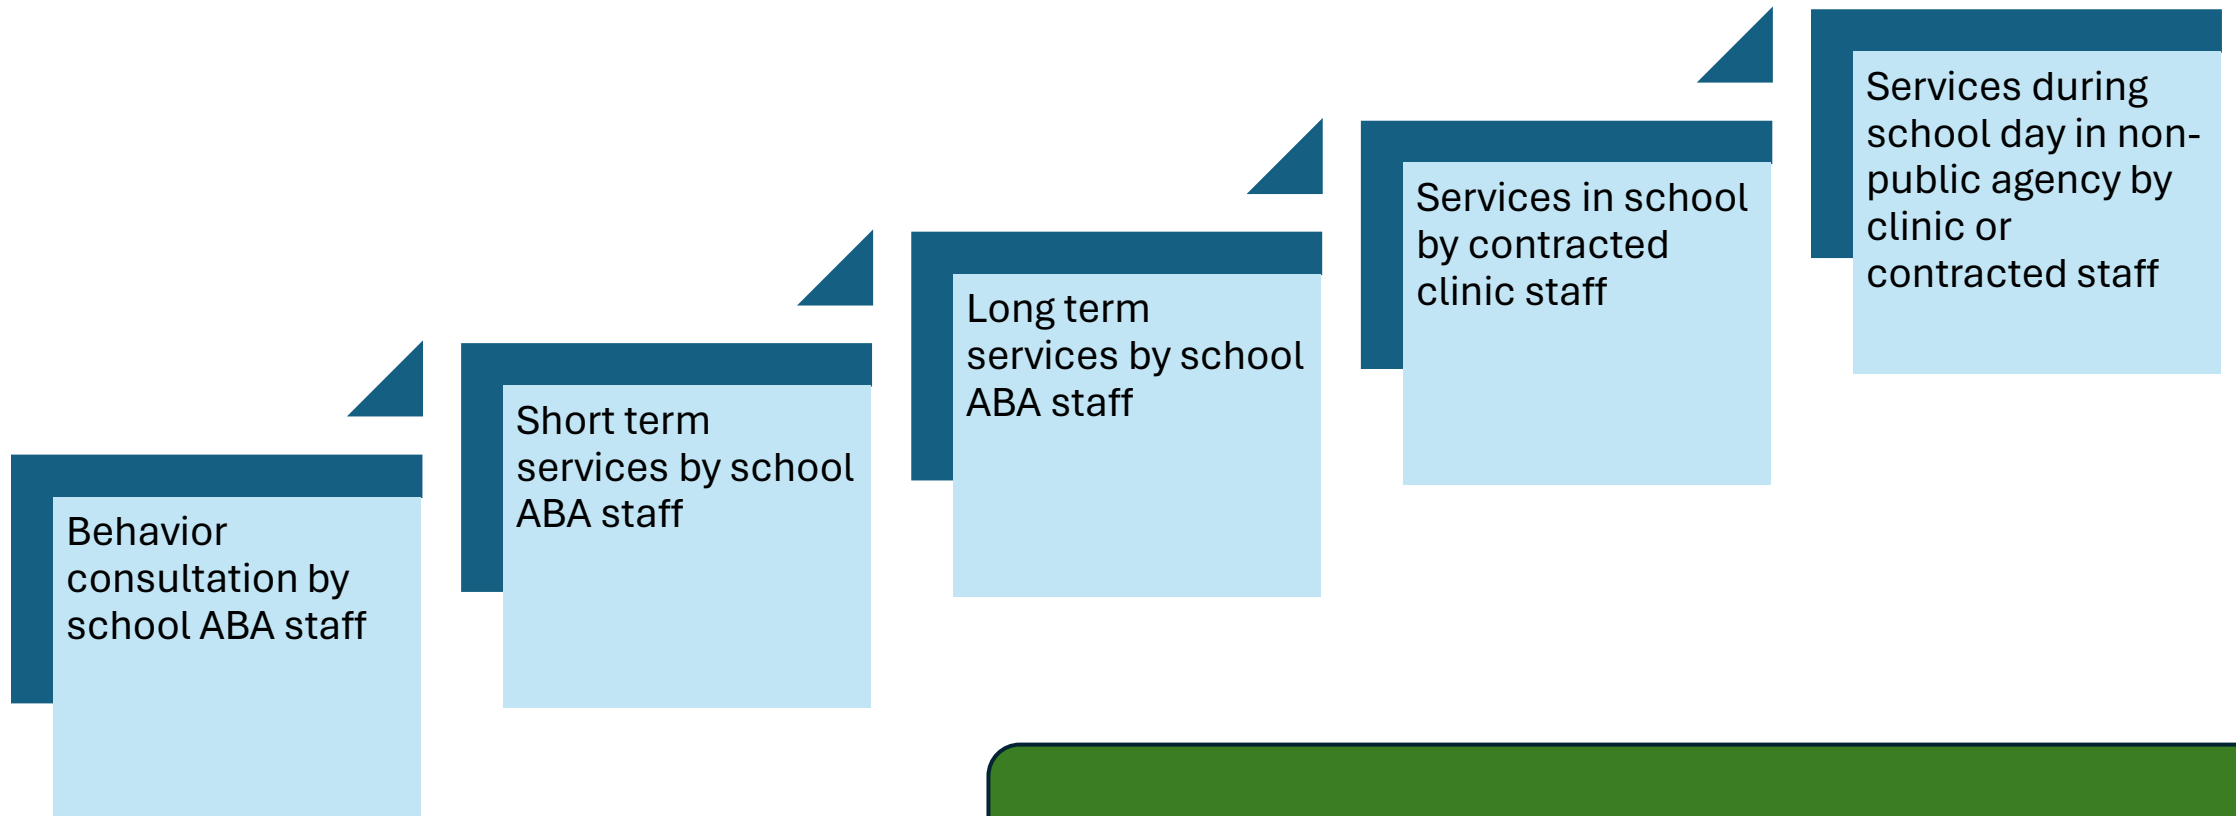 Behavior
consultation by
school ABA staff
Short term
services by school
ABA staff
Long term
services by school
ABA staff
Services in school
by contracted
clinic staff
Services during
school day in non-
public agency by
clinic or
contracted staff